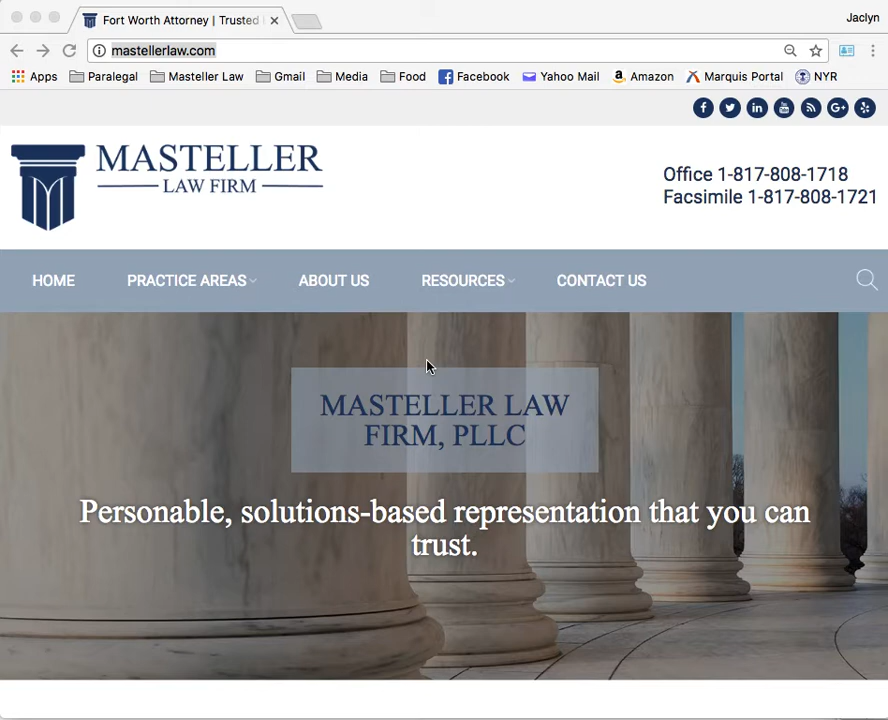 Fort Worth Attorney | Trusted
Jaclyn
mastellerlaw.com
Apps Paralegal Masteller Law Gmail Media Food Facebook Yahoo Mail Amazon Marquis Portal NYR
MASTELLER
LAW FIRM
Office 1-817-808-1718
Facsimile 1-817-808-1721
HOME PRACTICE AREAS ABOUT US RESOURCES CONTACT US
MASTELLER LAW
FIRM, PLLC
Personable, solutions-based representation that you can
trust.